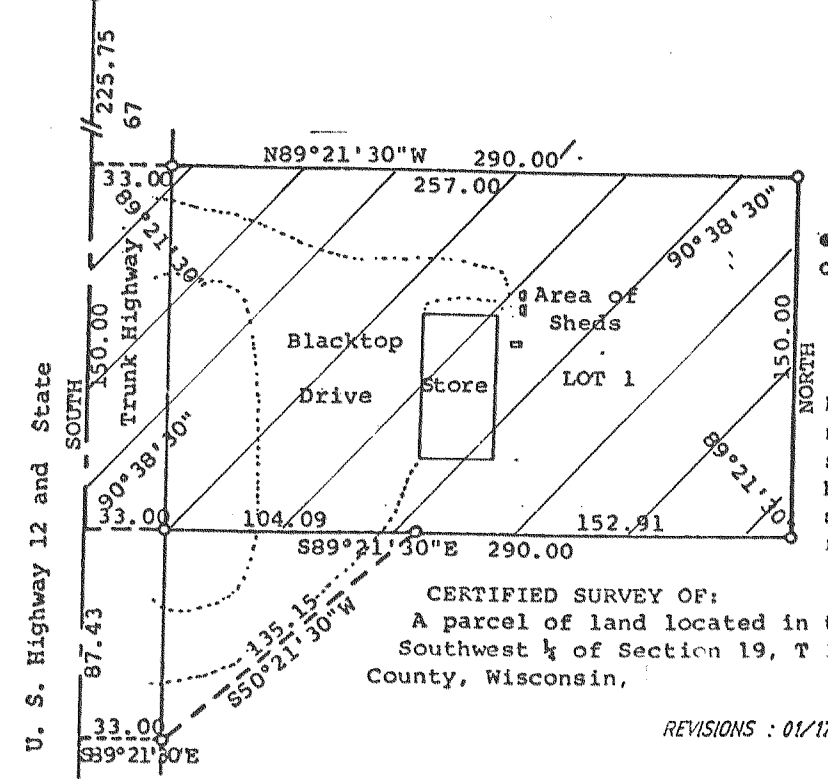 225.75
67
N89°21'30"W 290.00
33.00
257.00
89°21'30"
90°38'30"
Trunk Highway
150.00
SOUTH
U. S. Highway 12 and State
Area of
Sheds
Blacktop
Drive
Store
LOT 1
150.00
NORTH
90°38'30"
89°21'30"
33.00
104.09
152.91
S89°21'30"E 290.00
87.43
135.15
S50°21'30"W
33.00
S89°21'30"E
CERTIFIED SURVEY OF:
A parcel of land located in
Southwest ¼ of Section 19, T
County, Wisconsin,
REVISIONS : 01/17